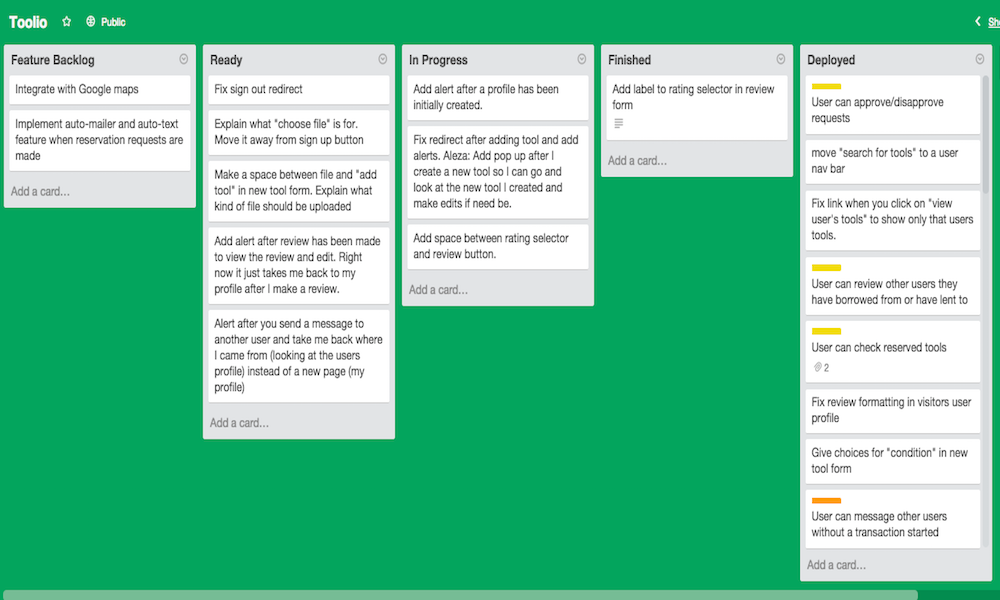 Toolio Public
Sh
Feature Backlog
Integrate with Google maps
Implement auto-mailer and auto-text
feature when reservation requests are
made
Add a card...
Ready
Fix sign out redirect
Explain what "choose file" is for.
Move it away from sign up button
Make a space between file and "add
tool" in new tool form. Explain what
kind of file should be uploaded
Add alert after review has been made
to view the review and edit. Right
now it just takes me back to my
profile after I make a review.
Alert after you send a message to
another user and take me back where
I came from (looking at the users
profile) instead of a new page (my
profile)
Add a card...
In Progress
Add alert after a profile has been
initially created.
Fix redirect after adding tool and add
alerts. Aleza: Add pop up after I
create a new tool so I can go and
look at the new tool I created and
make edits if need be.
Add space between rating selector
and review button.
Add a card...
Finished
Add label to rating selector in review
form
Add a card...
Deployed
User can approve/disapprove
requests
move "search for tools" to a user
nav bar
Fix link when you click on "view
user's tools" to show only that users
tools.
User can review other users they
have borrowed from or have lent to
User can check reserved tools
2
Fix review formatting in visitors user
profile
Give choices for "condition" in new
tool form
User can message other users
without a transaction started
Add a card...